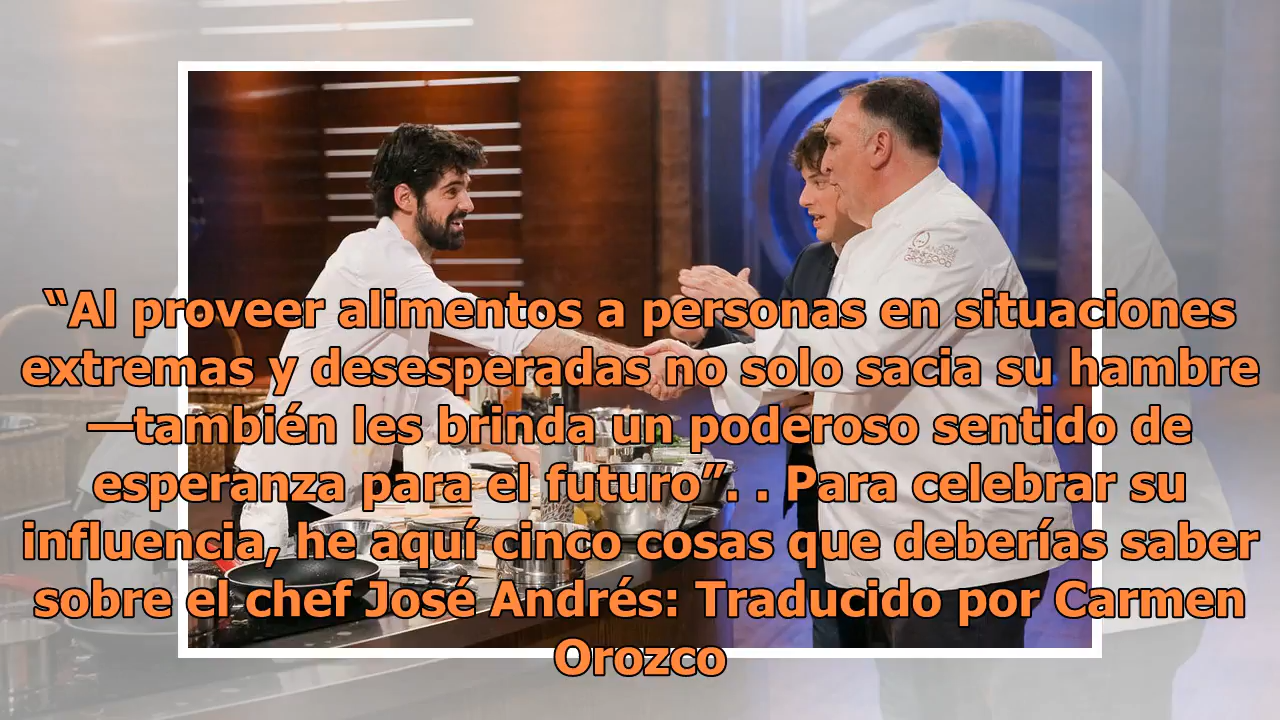 “Al proveer alimentos a personas en situaciones
extremas y desesperadas no solo sacia su hambre
—también les brinda un poderoso sentido de
esperanza para el futuro”. . Para celebrar su
influencia, he aquí cinco cosas que deberías saber
sobre el chef José Andrés: Traducido por Carmen
Orozco